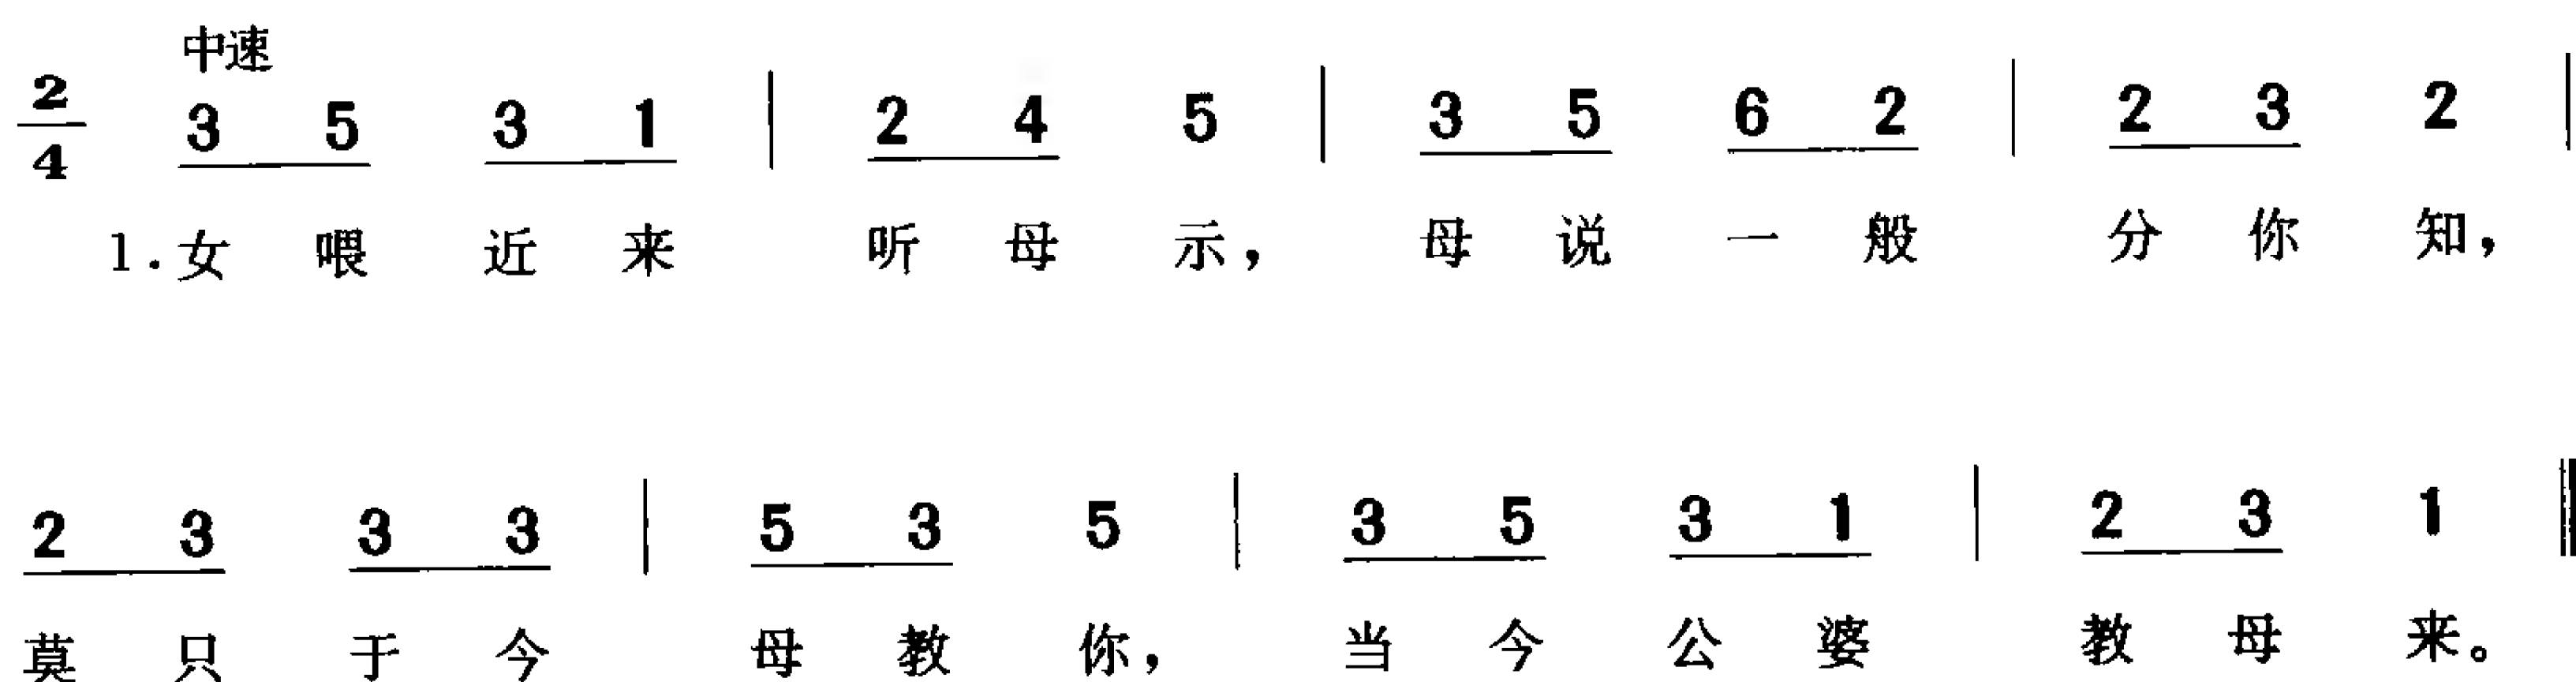 中速
2/4 3 5 3 1 | 2 4 5 | 3 5 6 2 | 2 3 2 |
1.女 喂 近 来 听 母 示， 母 说 一 般 分 你 知，
2 3 3 3 | 5 3 5 | 3 5 3 1 | 2 3 1 ‖
莫 只 于 今 母 教 你， 当 今 公 婆 教 母 来。